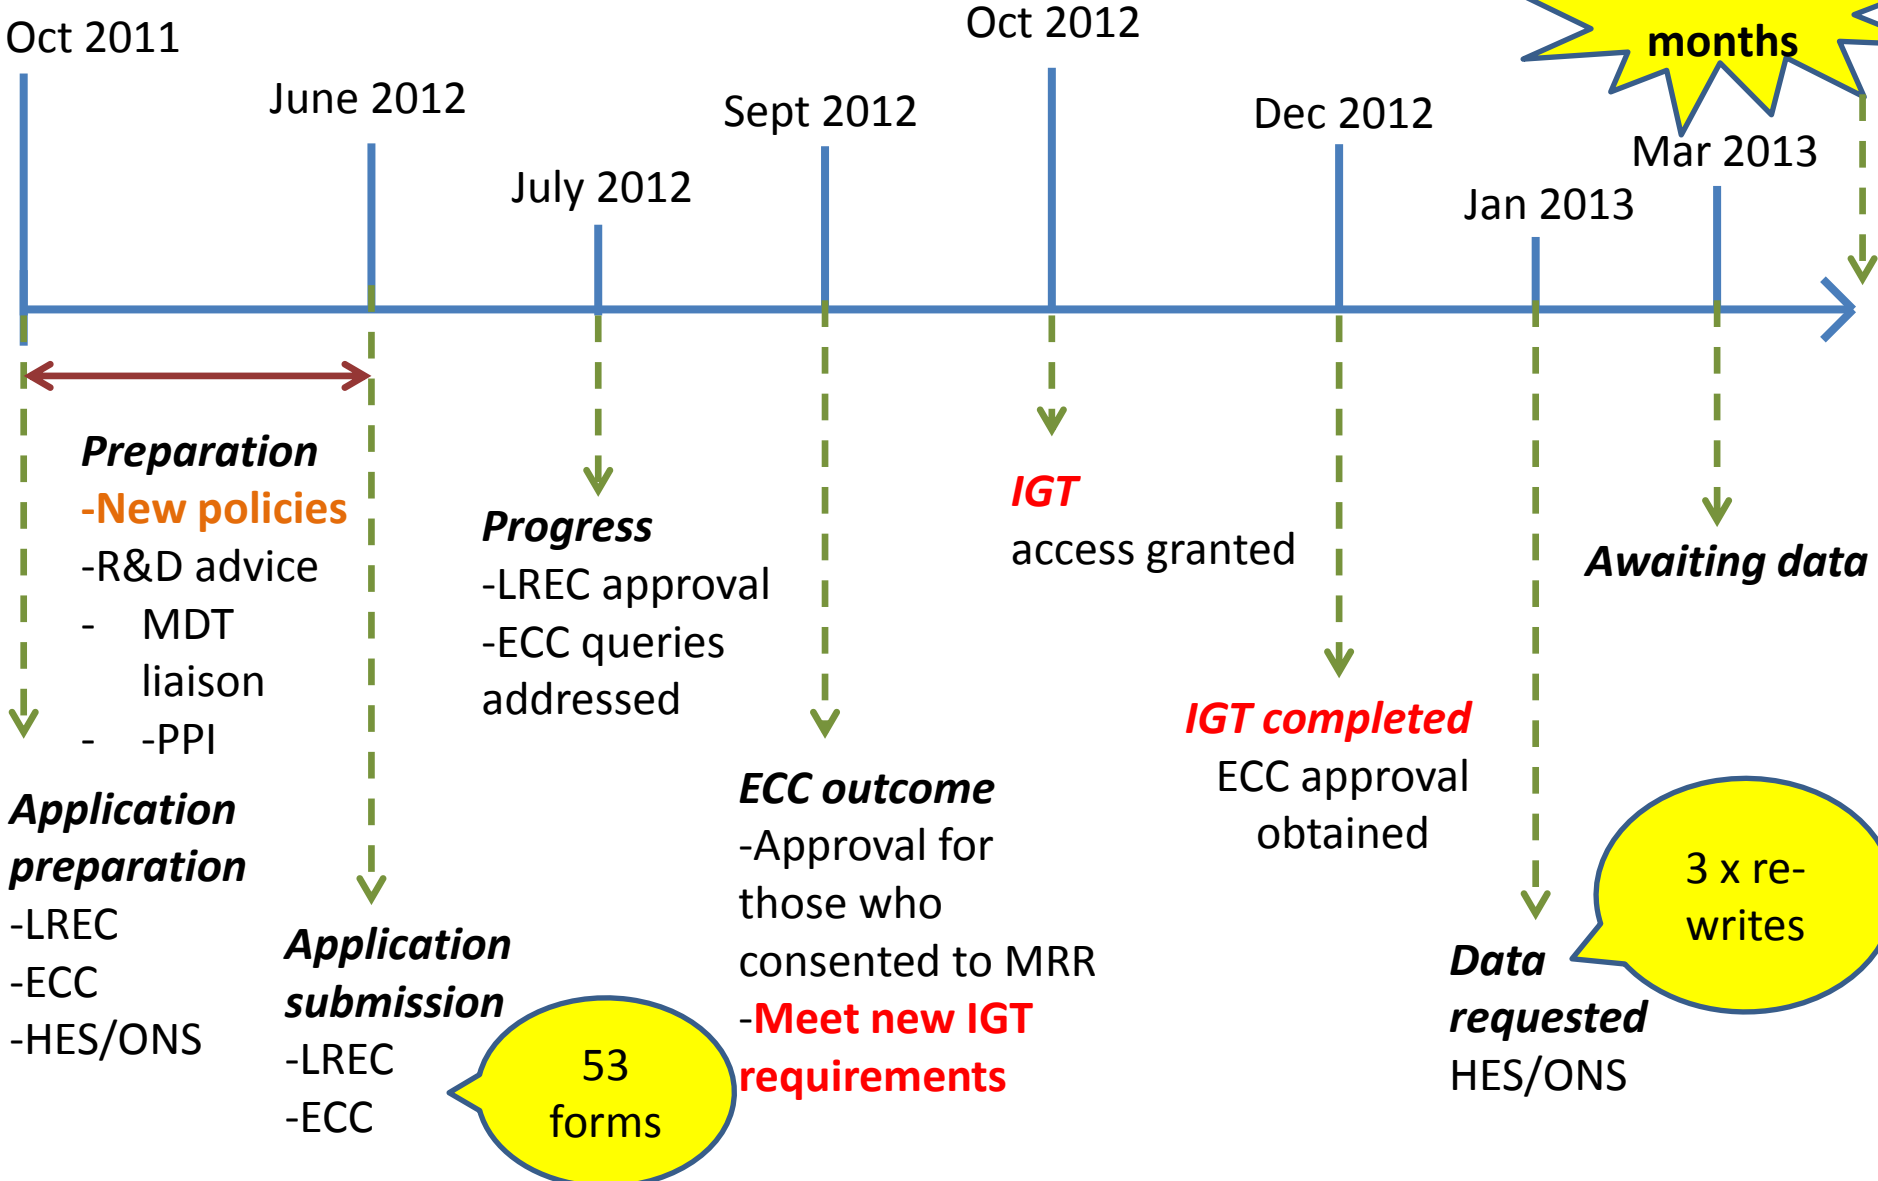 Oct 2011
June 2012
July 2012
Sept 2012
Oct 2012
Dec 2012
Jan 2013
Mar 2013
months
Preparation
-New policies
-R&D advice
- MDT
liaison
- -PPI
Application
preparation
-LREC
-ECC
-HES/ONS
Application
submission
-LREC
-ECC
53
forms
Progress
-LREC approval
-ECC queries
addressed
ECC outcome
-Approval for
those who
consented to MRR
-Meet new IGT
requirements
IGT
access granted
IGT completed
ECC approval
obtained
Data
requested
HES/ONS
3 x re-
writes
Awaiting data